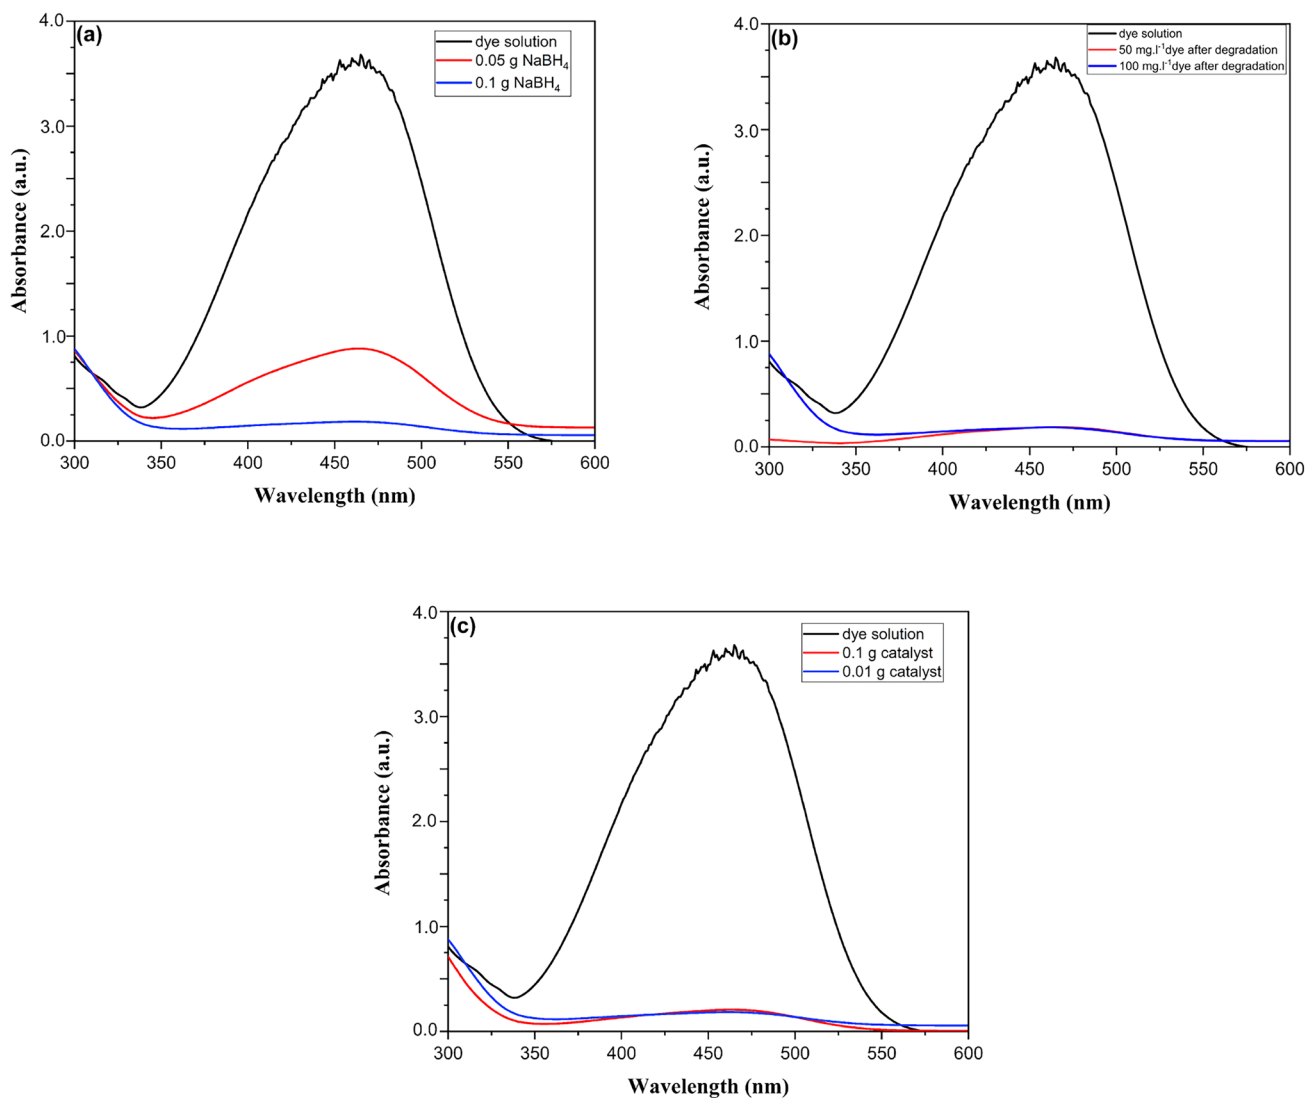 (a)
dye solution
0.05 g NaBH4
0.1 g NaBH4
4.0
3.0
2.0
1.0
0.0
300 350 400 450 500 550 600
Absorbance (a.u.)
Wavelength (nm)
(b)
dye solution
50 mg.l-1dye after degradation
100 mg.l-1dye after degradation
4.0
3.0
2.0
1.0
0.0
300 350 400 450 500 550 600
Absorbance (a.u.)
Wavelength (nm)
(c)
dye solution
0.1 g catalyst
0.01 g catalyst
4.0
3.0
2.0
1.0
0.0
300 350 400 450 500 550 600
Absorbance (a.u.)
Wavelength (nm)